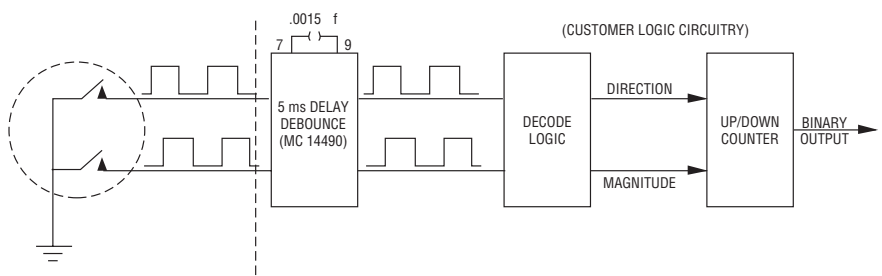 .0015 f
7 9
(CUSTOMER LOGIC CIRCUITRY)
5 ms DELAY
DEBOUNCE
(MC 14490)
DECODE
LOGIC
DIRECTION
MAGNITUDE
UP/DOWN
COUNTER
BINARY
OUTPUT